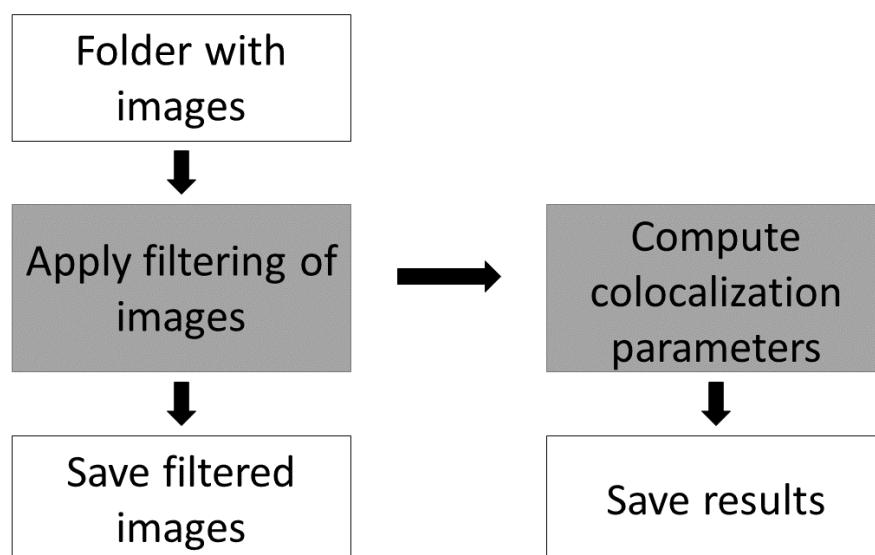 Folder with
images
Apply filtering of
images
Compute
colocalization
parameters
Save filtered
images
Save results